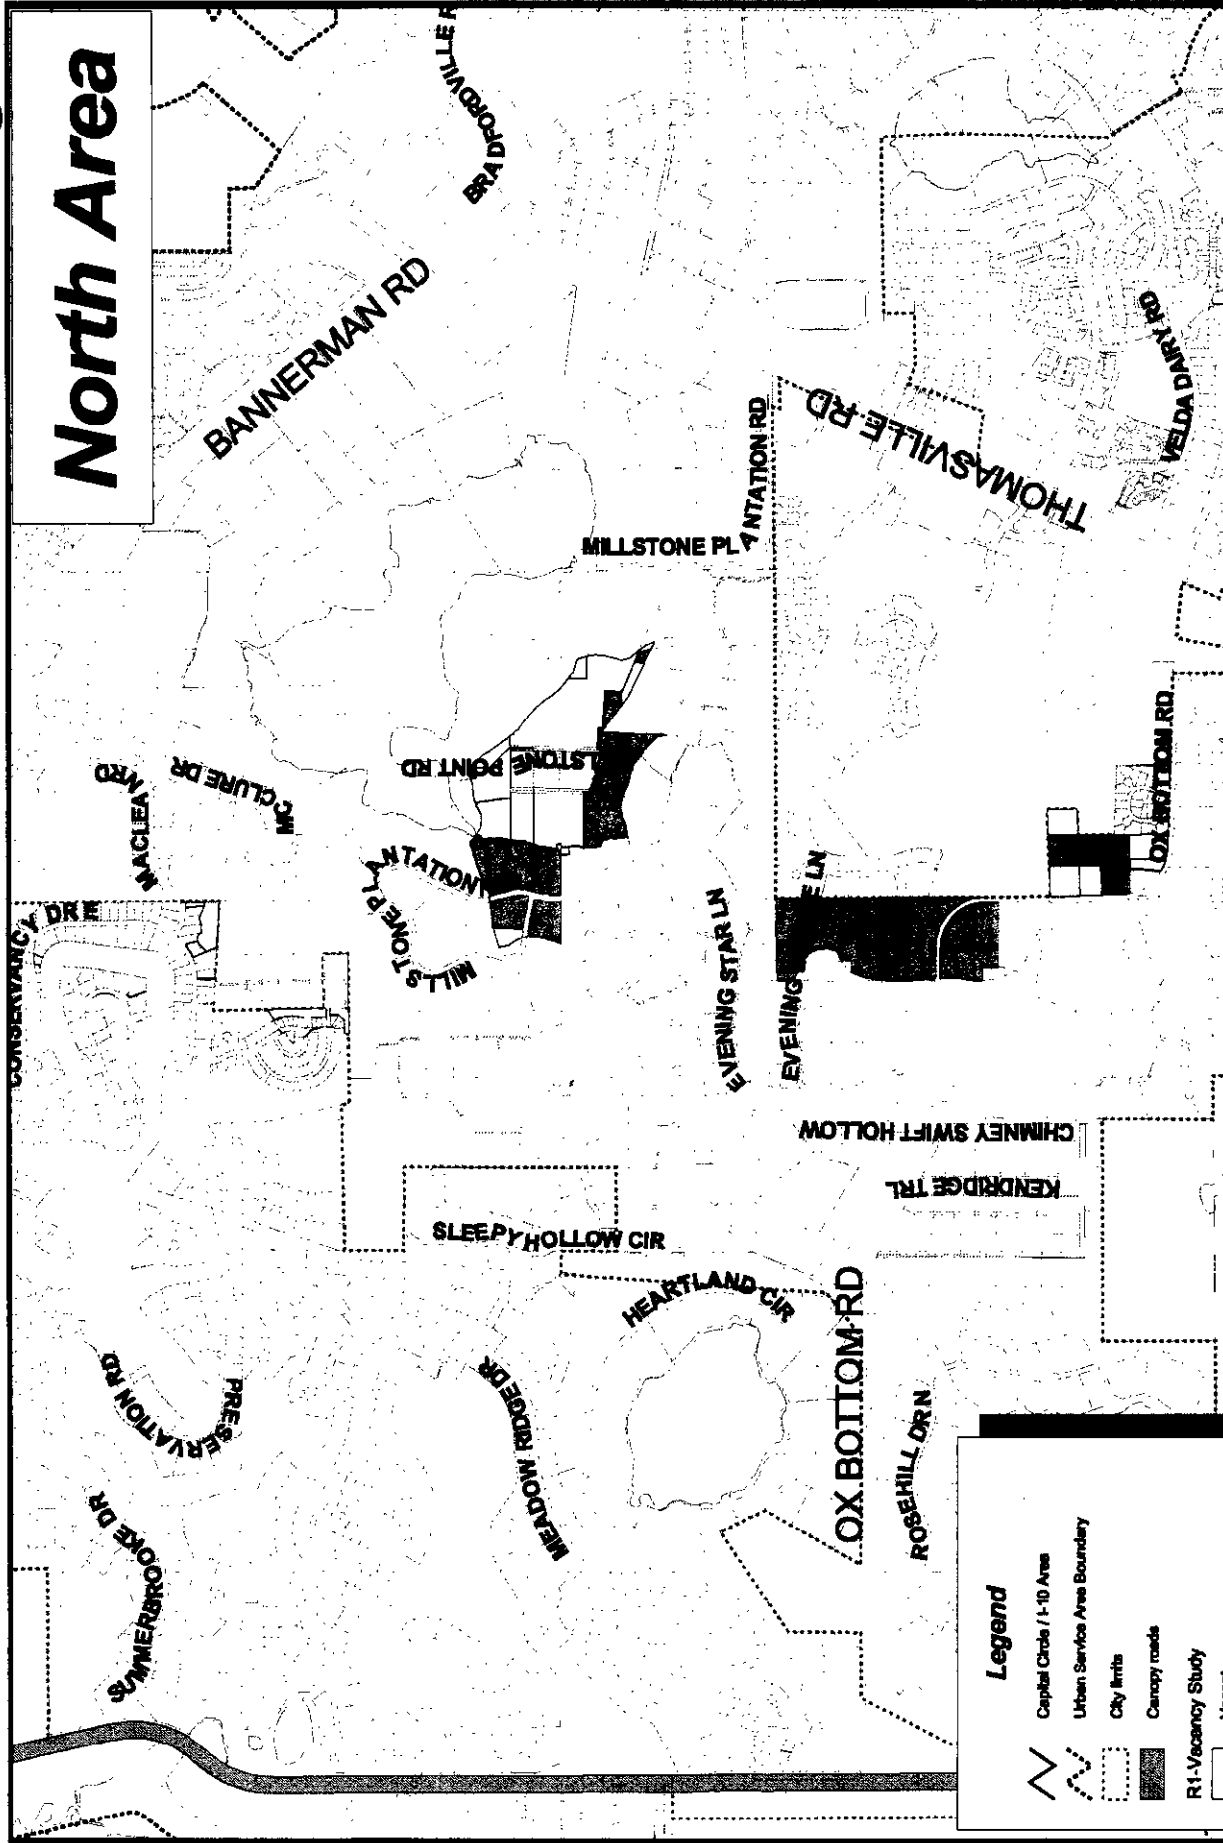 North Area
BRADFORDVILLE R
BANNERMAN RD
MILLSTONE PLANTATION RD
THOMASVILLE RD
VELDA DAIRY RD
MACLEAN RD
MC CLURE DR
POINT RD
MILLSTONE PLANTATION
OX BOTTOM RD
CONSERVANCY DR E
EVENING STAR LN
EVENING
E LN
CHIMNEY SWIFT HOLLOW
KENDRIDGE TRL
SLEEPY HOLLOW CIR
HEARTLAND CIR
OX BOTTOM RD
PRESERVATION RD
PRESERVA
MEADOW RIDGE DR
ROSEHILL DR N
SUMMERBROOKE DR
Legend
Capital Circle / I-10 Area
Urban Service Area Boundary
City limits
Canopy roads
R1-Vacancy Study